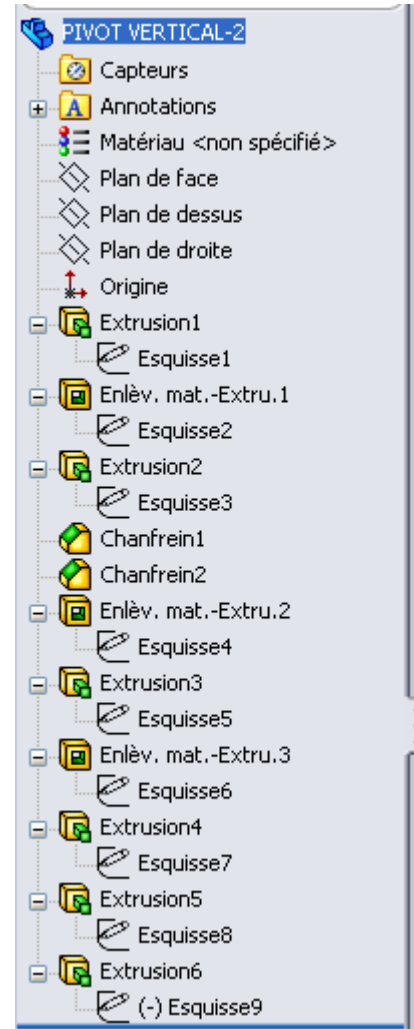 PIVOT VERTICAL-2
Capteurs
A Annotations
Matériau <non spécifié>
Plan de face
Plan de dessus
Plan de droite
Origine
Extrusion1
Esquisse1
Enlèv. mat.-Extru.1
Esquisse2
Extrusion2
Esquisse3
Chanfrein1
Chanfrein2
Enlèv. mat.-Extru.2
Esquisse4
Extrusion3
Esquisse5
Enlèv. mat.-Extru.3
Esquisse6
Extrusion4
Esquisse7
Extrusion5
Esquisse8
Extrusion6
(-) Esquisse9